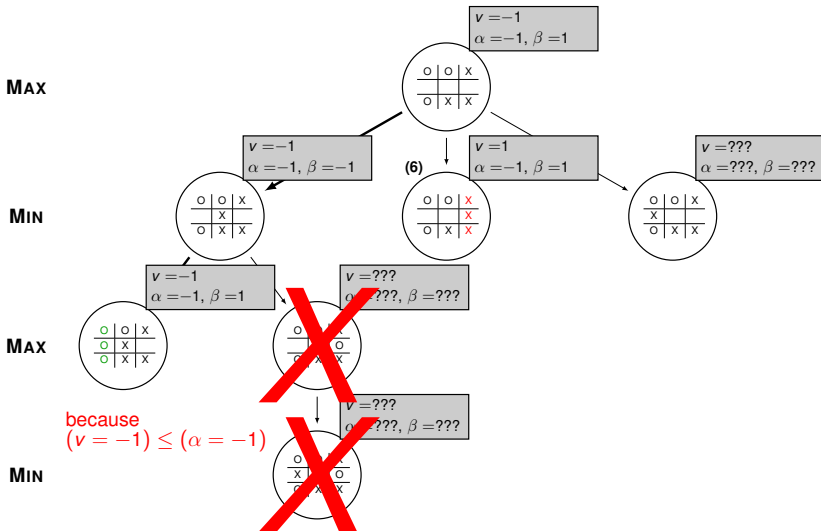 v =−1
α =−1, β =1
MAX
O O X
O X X
v =−1
α =−1, β =−1
v =1
α =−1, β =1
v =???
α =???, β =???
(6)
MIN
O O X
X
O X X
O O X
X
O X X
O O X
X
O X X
v =−1
α =−1, β =1
v =???
α =???, β =???
MAX
O O X
O X
O X X
O
X
because
(v = −1) ≤ (α = −1)
v =???
α =???, β =???
MIN
O
X
X O